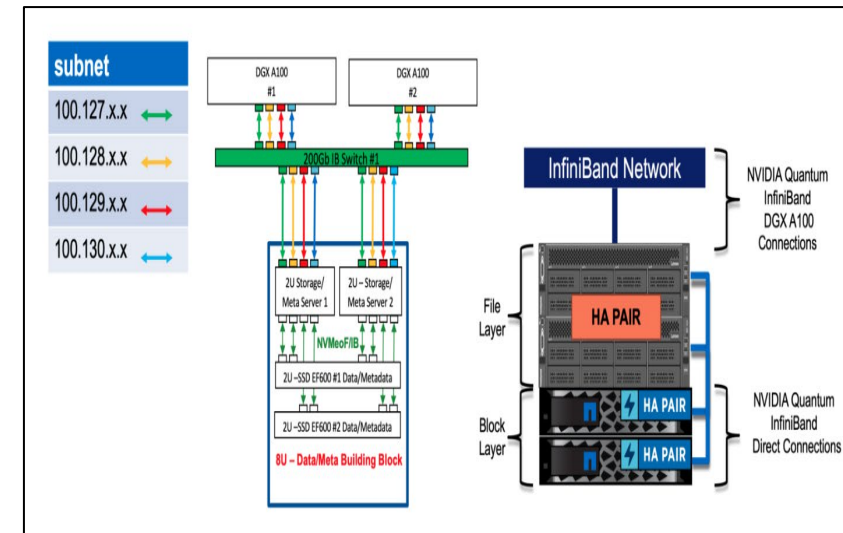 subnet
100.127.x.x
100.128.x.x
100.129.x.x
100.130.x.x
DGX A100
#1
DGX A100
#2
200Gb IB Switch #1
2U Storage/
Meta Server 1
2U – Storage/
Meta Server 2
NVMeoF/IB
2U –SSD EF600 #1 Data/Metadata
2U –SSD EF600 #2 Data/Metadata
8U – Data/Meta Building Block
InfiniBand Network
NVIDIA Quantum
InfiniBand
DGX A100
Connections
File
Layer
HA PAIR
Block
Layer
HA PAIR
HA PAIR
NVIDIA Quantum
InfiniBand
Direct Connections